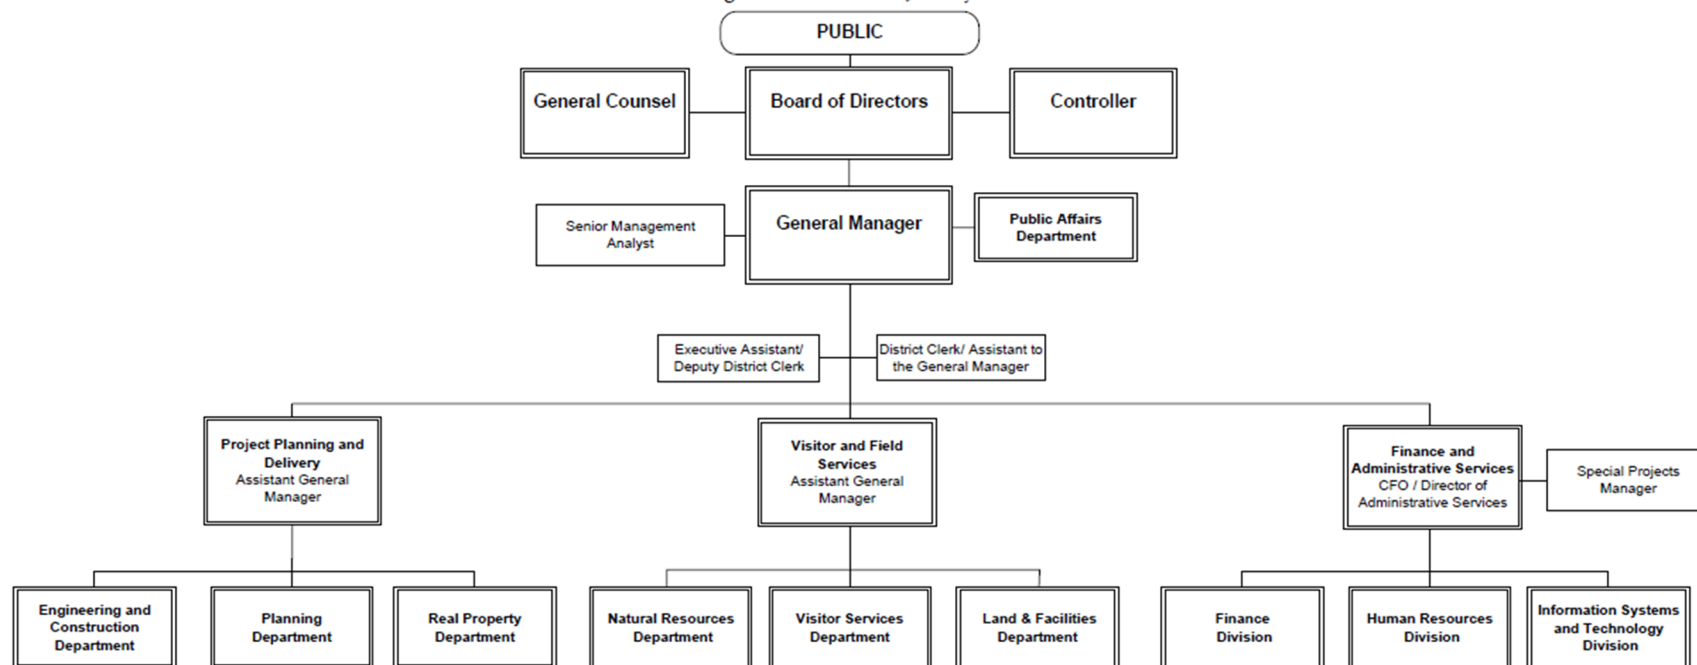 PUBLIC
General Counsel
Board of Directors
Controller
General Manager
Senior Management
Analyst
Public Affairs
Department
Executive Assistant/
Deputy District Clerk
District Clerk/ Assistant to
the General Manager
Project Planning and
Delivery
Assistant General
Manager
Visitor and Field
Services
Assistant General
Manager
Finance and
Administrative Services
CFO / Director of
Administrative Services
Special Projects
Manager
Engineering and
Construction
Department
Planning
Department
Real Property
Department
Natural Resources
Department
Visitor Services
Department
Land & Facilities
Department
Finance
Division
Human Resources
Division
Information Systems
and Technology
Division